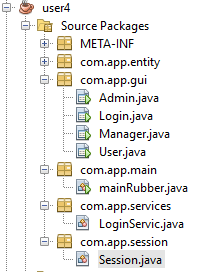 user4
Source Packages
META-INF
com.app.entity
com.app.gui
Admin.java
Login.java
Manager.java
User.java
com.app.main
mainRubber.java
com.app.services
LoginServic.java
com.app.session
Session.java